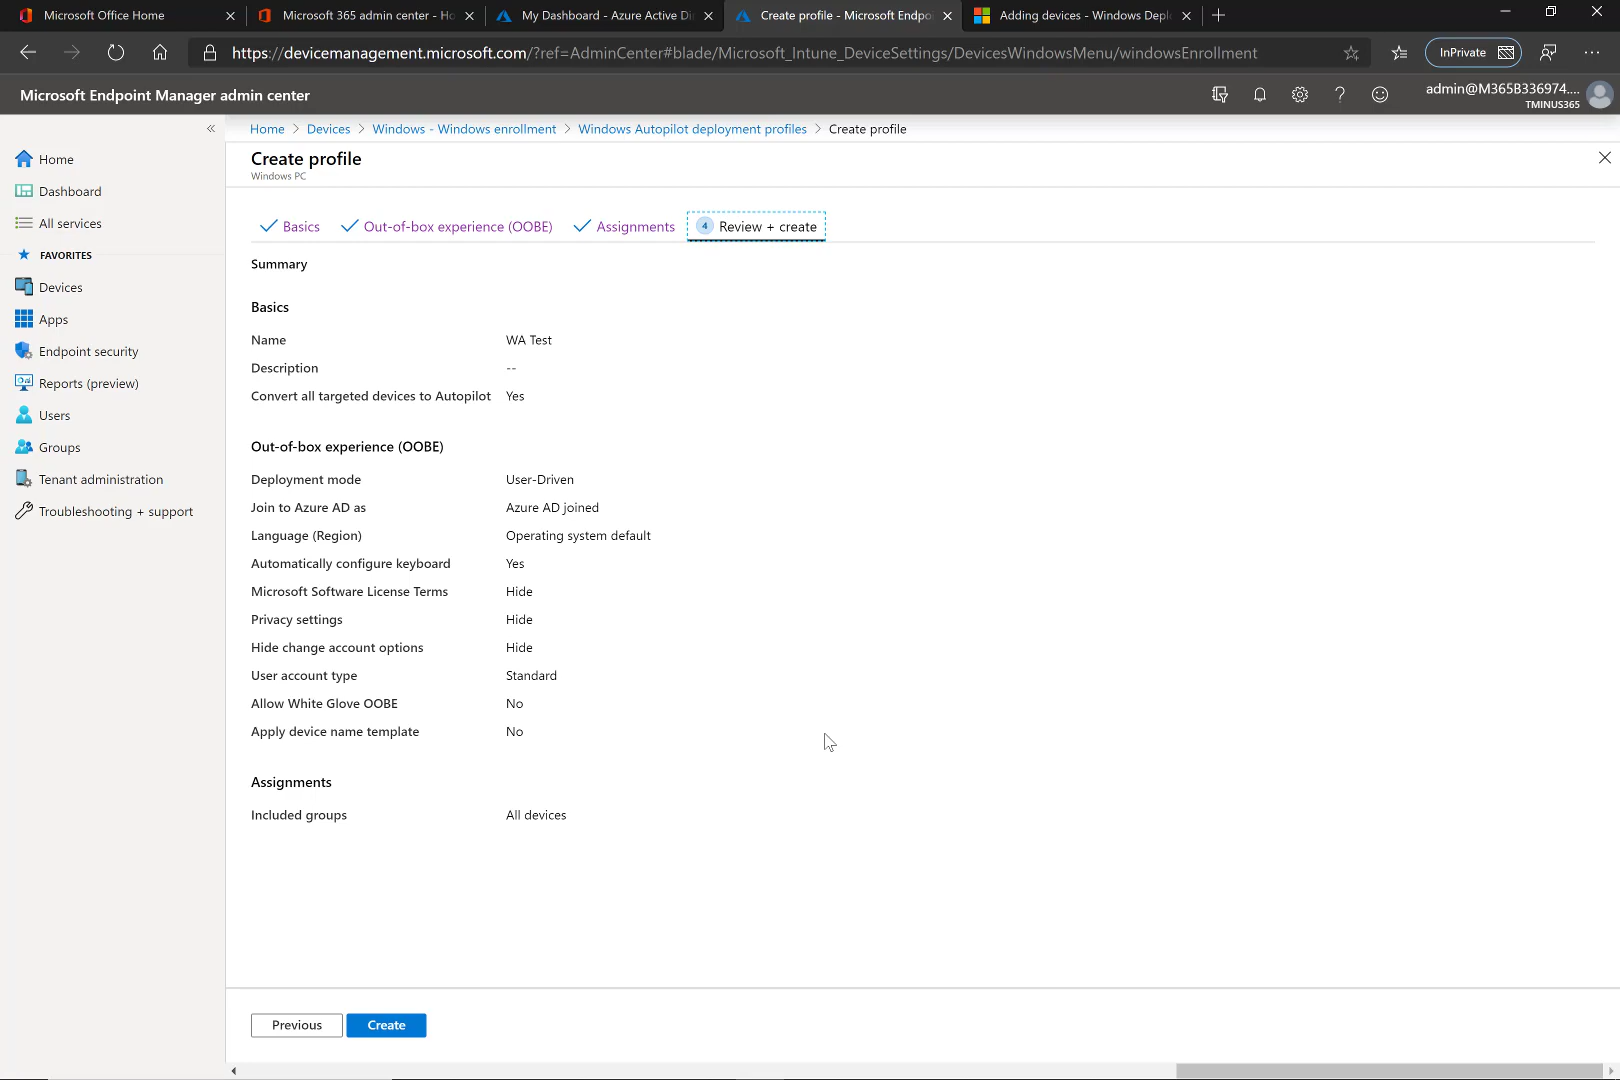 Microsoft Office Home
Microsoft 365 admin center - Ho
My Dashboard - Azure Active Di
Create profile - Microsoft Endpo
Adding devices - Windows Depl
https://devicemanagement.microsoft.com/?ref=AdminCenter#blade/Microsoft_Intune_DeviceSettings/DevicesWindowsMenu/windowsEnrollment
InPrivate
Microsoft Endpoint Manager admin center
admin@M365B336974....
TMINUS365
Home > Devices > Windows - Windows enrollment > Windows Autopilot deployment profiles > Create profile
Create profile
Windows PC
Home
Dashboard
All services
FAVORITES
Devices
Apps
Endpoint security
Reports (preview)
Users
Groups
Tenant administration
Troubleshooting + support
Basics
Out-of-box experience (OOBE)
Assignments
4 Review + create
Summary
Basics
Name WA Test
Description --
Convert all targeted devices to Autopilot Yes
Out-of-box experience (OOBE)
Deployment mode User-Driven
Join to Azure AD as Azure AD joined
Language (Region) Operating system default
Automatically configure keyboard Yes
Microsoft Software License Terms Hide
Privacy settings Hide
Hide change account options Hide
User account type Standard
Allow White Glove OOBE No
Apply device name template No
Assignments
Included groups All devices
Previous
Create